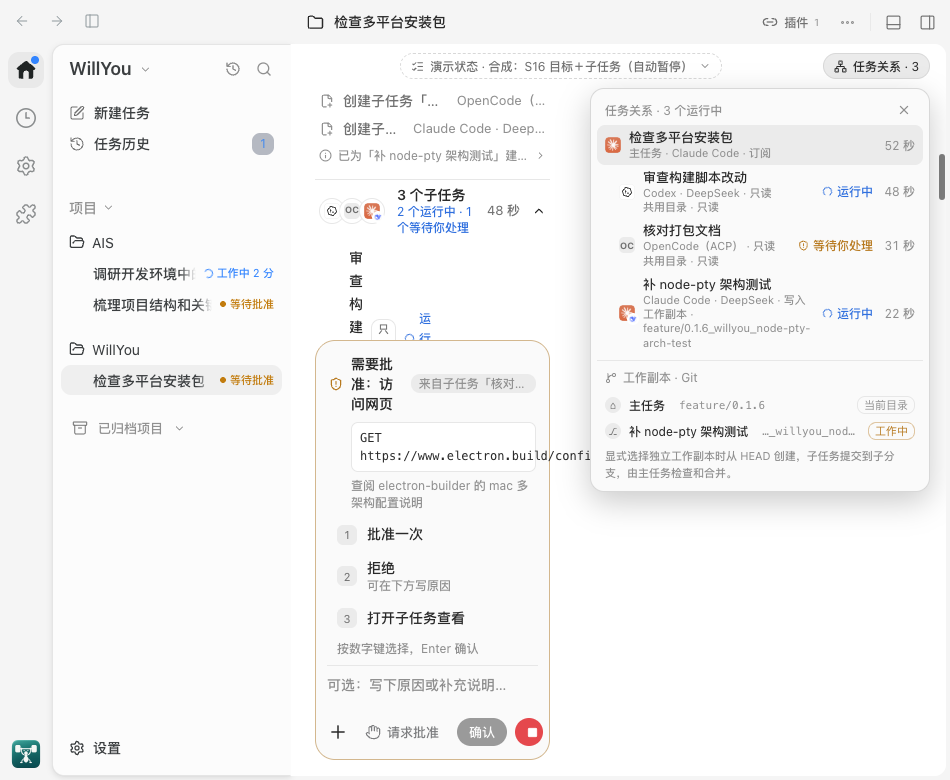 检查多平台安装包
插件 1
WillYou
新建任务
任务历史 1
项目
AIS
调研开发环境中 工作中 2 分
梳理项目结构和关 等待批准
WillYou
检查多平台安装包 等待批准
已归档项目
设置
演示状态 · 合成：S16 目标＋子任务（自动暂停）
任务关系 · 3
创建子任务「... OpenCode（...
创建子... Claude Code · Deep...
已为「补 node-pty 架构测试」建...
OC
3 个子任务
2 个运行中 · 1
个等待你处理
48 秒
审
查
构
建
只
运
行
需要批
准：访
问网页
来自子任务「核对...
GET
https://www.electron.build/confi
查阅 electron-builder 的 mac 多
架构配置说明
1 批准一次
2 拒绝
可在下方写原因
3 打开子任务查看
按数字键选择，Enter 确认
可选：写下原因或补充说明...
请求批准 确认
任务关系 · 3 个运行中
检查多平台安装包
主任务 · Claude Code · 订阅
52 秒
审查构建脚本改动
Codex · DeepSeek · 只读
共用目录 · 只读
运行中 48 秒
OC
核对打包文档
OpenCode（ACP） · 只读
共用目录 · 只读
等待你处理 31 秒
补 node-pty 架构测试
Claude Code · DeepSeek · 写入
工作副本 ·
feature/0.1.6_willyou_node-pty-
arch-test
运行中 22 秒
工作副本 · Git
主任务 feature/0.1.6 当前目录
补 node-pty 架构测试 …_willyou_nod… 工作中
显式选择独立工作副本时从 HEAD 创建，子任务提交到子分
支，由主任务检查和合并。